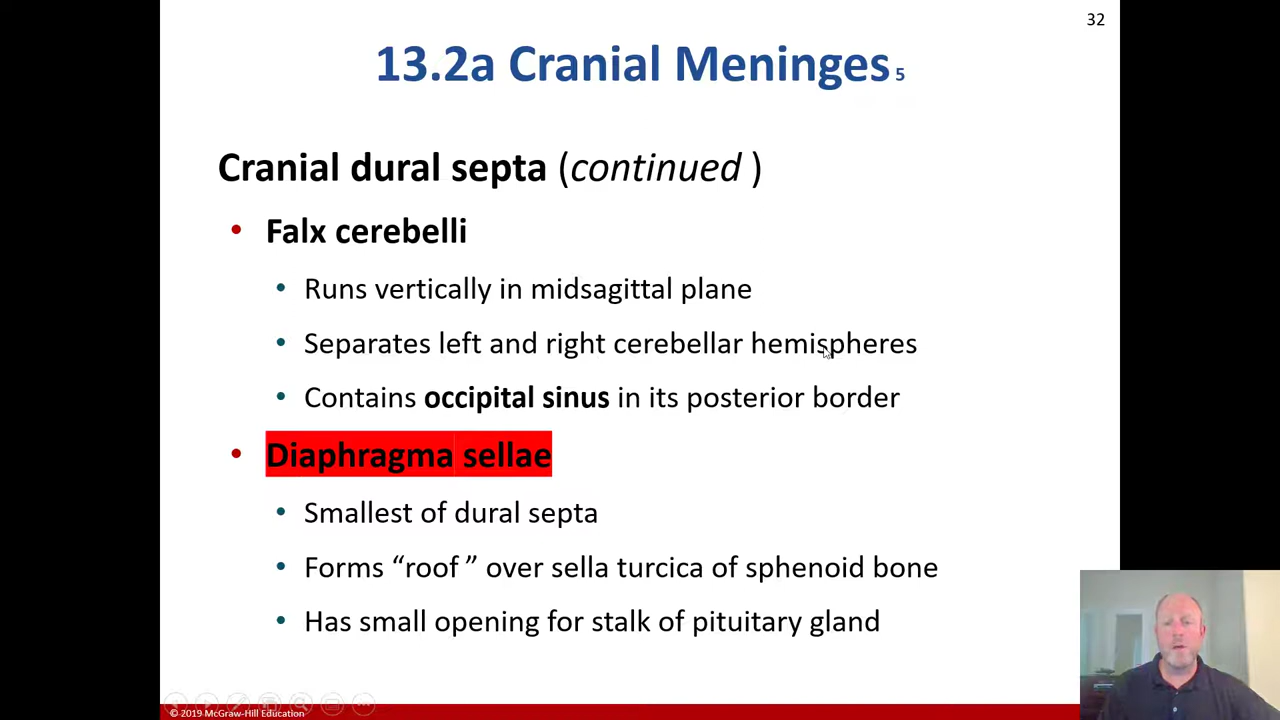 32
13.2a Cranial Meninges 5
Cranial dural septa (continued )
• Falx cerebelli
• Runs vertically in midsagittal plane
• Separates left and right cerebellar hemispheres
• Contains occipital sinus in its posterior border
• Diaphragma sellae
• Smallest of dural septa
• Forms “roof ” over sella turcica of sphenoid bone
• Has small opening for stalk of pituitary gland
© 2019 McGraw-Hill Education